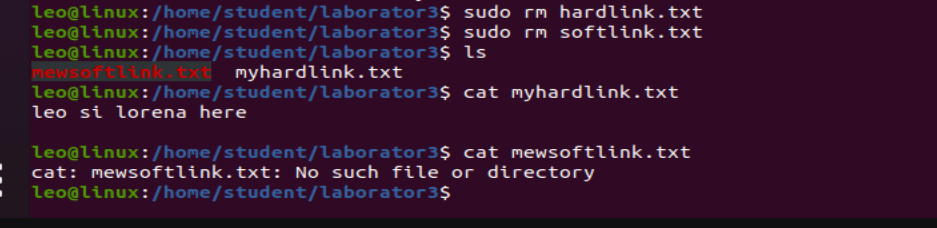 leo@linux:/home/student/laborator3$ sudo rm hardlink.txt
leo@linux:/home/student/laborator3$ sudo rm softlink.txt
leo@linux:/home/student/laborator3$ ls
mewsoftlink.txt  myhardlink.txt
leo@linux:/home/student/laborator3$ cat myhardlink.txt
leo si lorena here
leo@linux:/home/student/laborator3$ cat mewsoftlink.txt
cat: mewsoftlink.txt: No such file or directory
leo@linux:/home/student/laborator3$